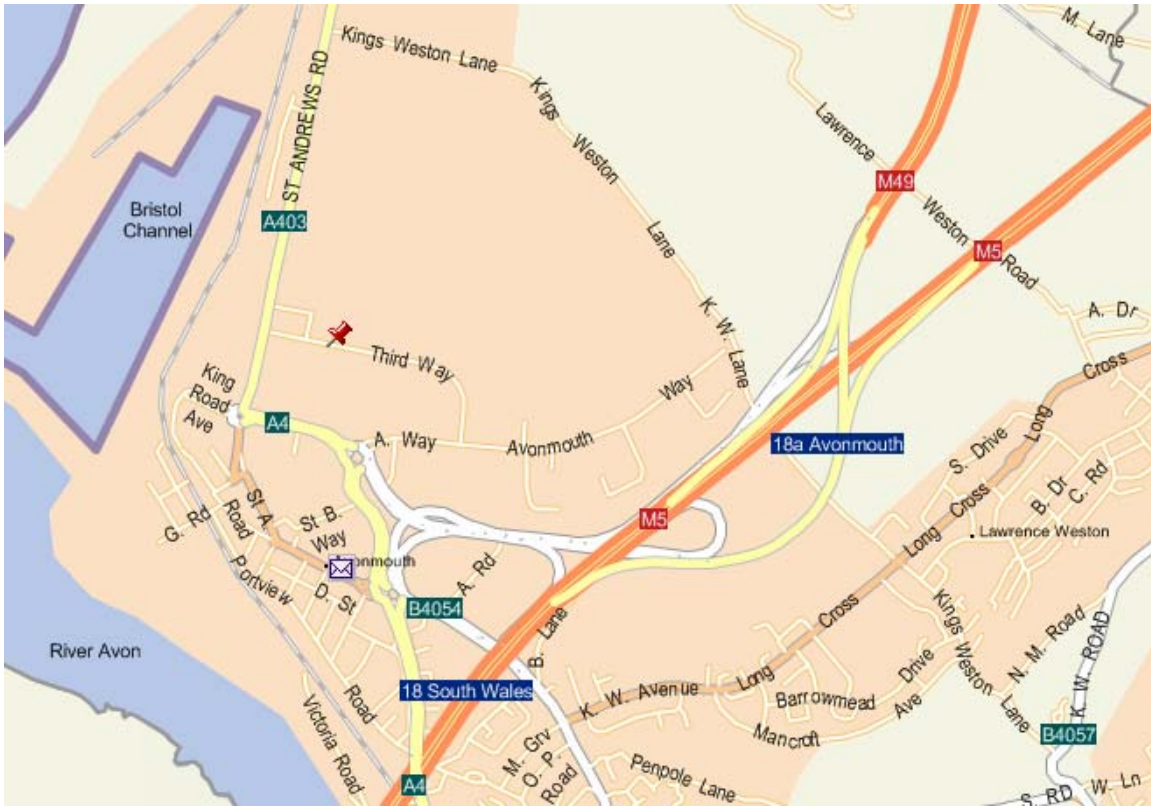 M. Lane
Kings Weston Lane
ST ANDREWS RD
Kings Weston Lane
Lawrence Weston Road
M49
Bristol
Channel
A403
M5
A. Dr
K. W. Lane
Third Way
Cross
King
Road
Ave
A4
A. Way
Avonmouth
Way
18a Avonmouth
S. Drive
Long
Cross
B. Dr
C. Rd
M5
G. Rd
St A.
Road
St B.
Way
Long
Lawrence Weston
onmouth
Portview
Road
D. St
A. Rd
B4054
Cross
Kings Weston Lane
N. M. Road
K. W. ROAD
River Avon
B. Lane
18 South Wales
K. W. Avenue
Long
Barrowmead
Drive
Mancroft
Ave
Victoria Road
B4057
M. Grv
O. P.
Road
Penpole Lane
A4
S. RD
W. Ln